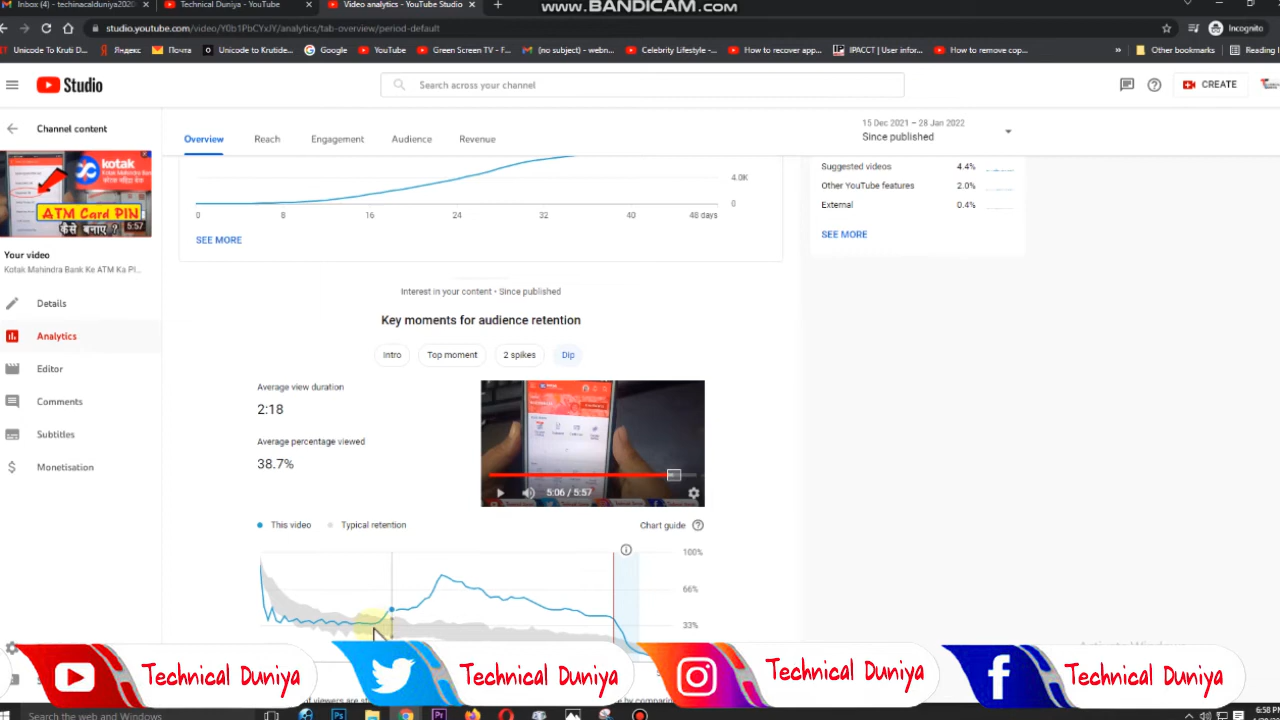 www.BANDICAM.com
Inbox (4) - techinacalduniya2020
Technical Duniya - YouTube
Video analytics - YouTube Studio
studio.youtube.com/video/Y0b1PbCYxJY/analytics/tab-overview/period-default
Incognito
Unicode To Kruti D
Яндекс
Почта
Unicode to Krutide...
Google
YouTube
Green Screen TV - F...
(no subject) - webn...
Celebrity Lifestyle -...
How to recover app...
IPACCT | User info...
How to remove cop...
Other bookmarks
Reading
Studio
Search across your channel
CREATE
Channel content
Overview
Reach
Engagement
Audience
Revenue
15 Dec 2021 – 28 Jan 2022
Since published
kotak
Kotak Mahindra Bank
ATM Card PIN
कैसे बनाए ?
5:57
Your video
Kotak Mahindra Bank Ke ATM Ka PI...
Details
Analytics
Editor
Comments
Subtitles
Monetisation
4.0K
0
0 8 16 24 32 40 48 days
SEE MORE
Suggested videos 4.4%
Other YouTube features 2.0%
External 0.4%
SEE MORE
Interest in your content • Since published
Key moments for audience retention
Intro
Top moment
2 spikes
Dip
Average view duration
2:18
Average percentage viewed
38.7%
5:06 / 5:57
This video
Typical retention
Chart guide
100%
66%
33%
Activate Windows
Technical Duniya
Technical Duniya
Technical Duniya
Technical Duniya
Search the web and Windows
6:58 PM